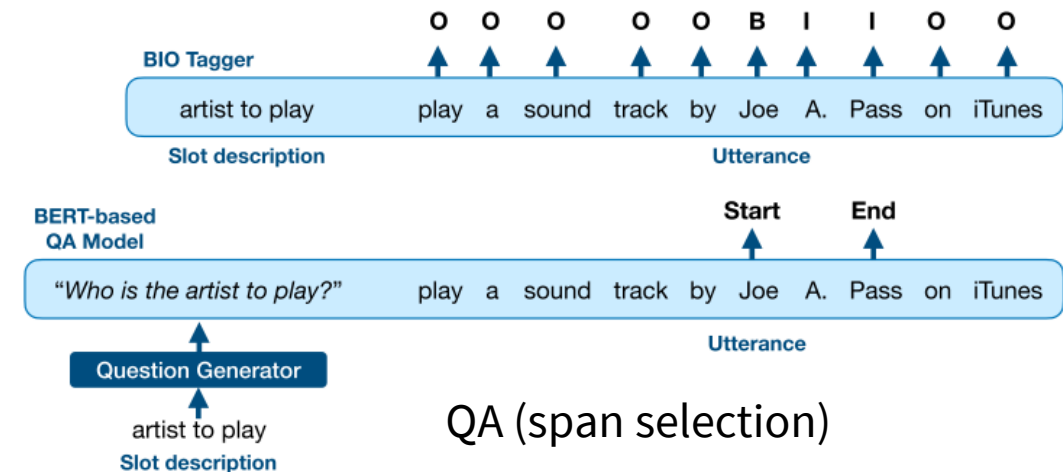 O O O O O B I I O O
BIO Tagger
artist to play play a sound track by Joe A. Pass on iTunes
Slot description Utterance
BERT-based
QA Model
Start End
“Who is the artist to play?” play a sound track by Joe A. Pass on iTunes
Utterance
Question Generator
artist to play
Slot description
QA (span selection)